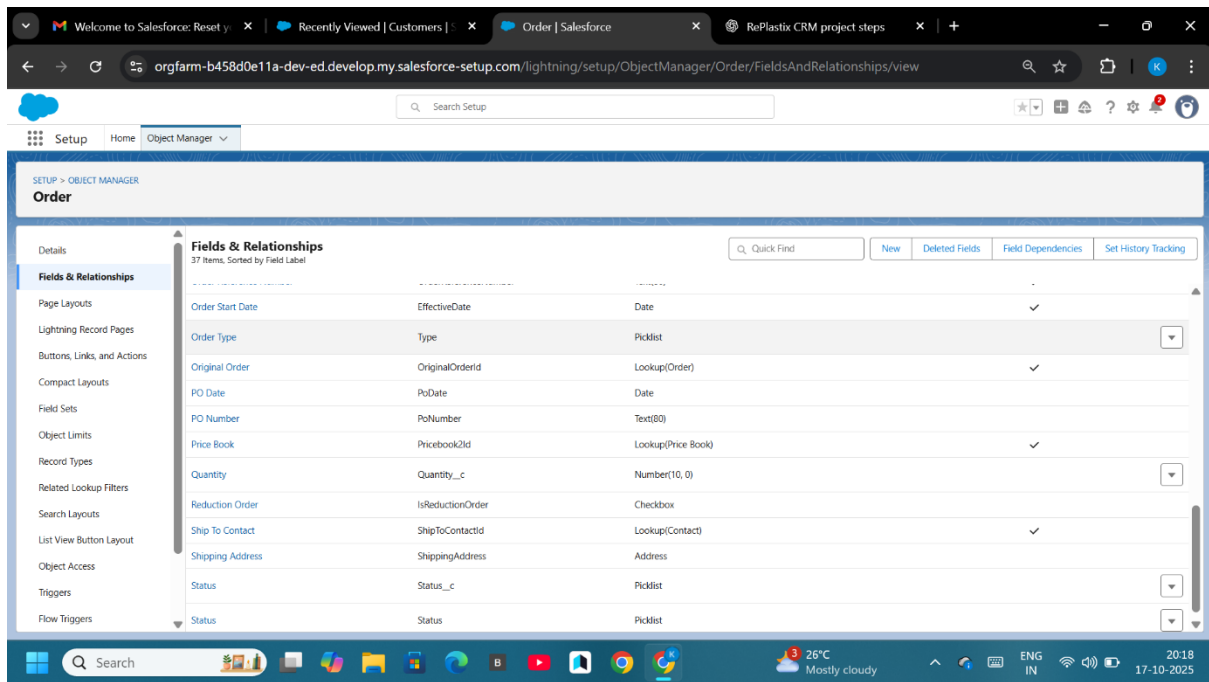 Welcome to Salesforce: Reset y
Recently Viewed | Customers | S
Order | Salesforce
RePlastix CRM project steps
orgfarm-b458d0e11a-dev-ed.develop.my.salesforce-setup.com/lightning/setup/ObjectManager/Order/FieldsAndRelationships/view
K
Search Setup
2
Setup Home Object Manager
SETUP > OBJECT MANAGER
Order
Details
Fields & Relationships
Page Layouts
Lightning Record Pages
Buttons, Links, and Actions
Compact Layouts
Field Sets
Object Limits
Record Types
Related Lookup Filters
Search Layouts
List View Button Layout
Object Access
Triggers
Flow Triggers
Fields & Relationships
37 Items, Sorted by Field Label
Quick Find
New Deleted Fields Field Dependencies Set History Tracking
Order Start Date EffectiveDate Date
Order Type Type Picklist
Original Order OriginalOrderId Lookup(Order)
PO Date PoDate Date
PO Number PoNumber Text(80)
Price Book Pricebook2Id Lookup(Price Book)
Quantity Quantity__c Number(10, 0)
Reduction Order IsReductionOrder Checkbox
Ship To Contact ShipToContactId Lookup(Contact)
Shipping Address ShippingAddress Address
Status Status__c Picklist
Status Status Picklist
Search
B
K
3
26°C
Mostly cloudy
ENG
IN
20:18
17-10-2025